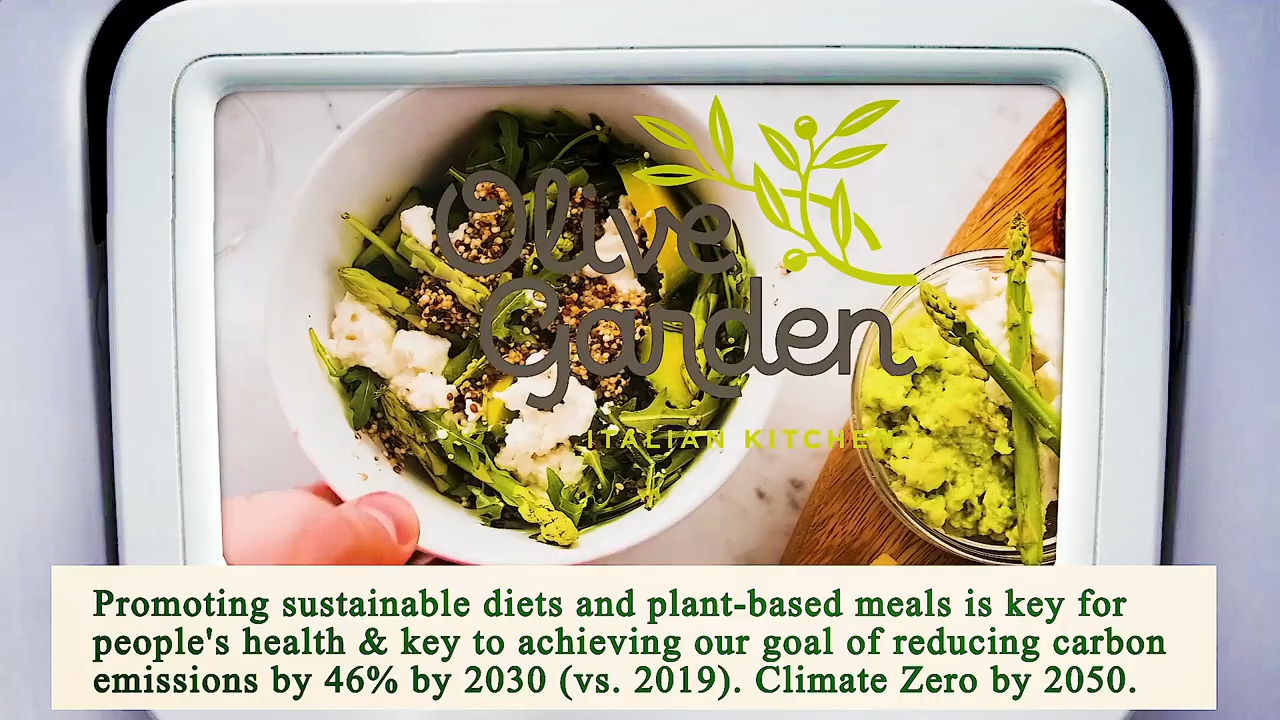 Olive
Garden
ITALIAN KITCHEN
Promoting sustainable diets and plant-based meals is key for
people's health & key to achieving our goal of reducing carbon
emissions by 46% by 2030 (vs. 2019). Climate Zero by 2050.